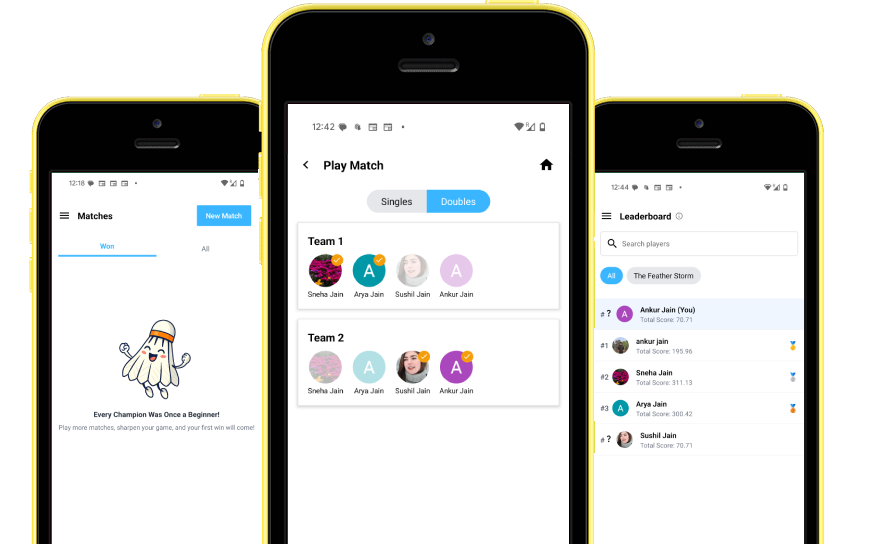 12:18
Matches
New Match
Won
All
Every Champion Was Once a Beginner!
Play more matches, sharpen your game, and your first win will come!
12:42
R
Play Match
Singles
Doubles
Team 1
A
A
Sneha Jain
Arya Jain
Sushil Jain
Ankur Jain
Team 2
A
A
Sneha Jain
Arya Jain
Sushil Jain
Ankur Jain
12:44
Leaderboard
Search players
All
The Feather Storm
# ?
A
Ankur Jain (You)
Total Score: 70.71
#1
ankur jain
Total Score: 195.96
#2
Sneha Jain
Total Score: 311.13
#3
A
Arya Jain
Total Score: 300.42
# ?
Sushil Jain
Total Score: 70.71